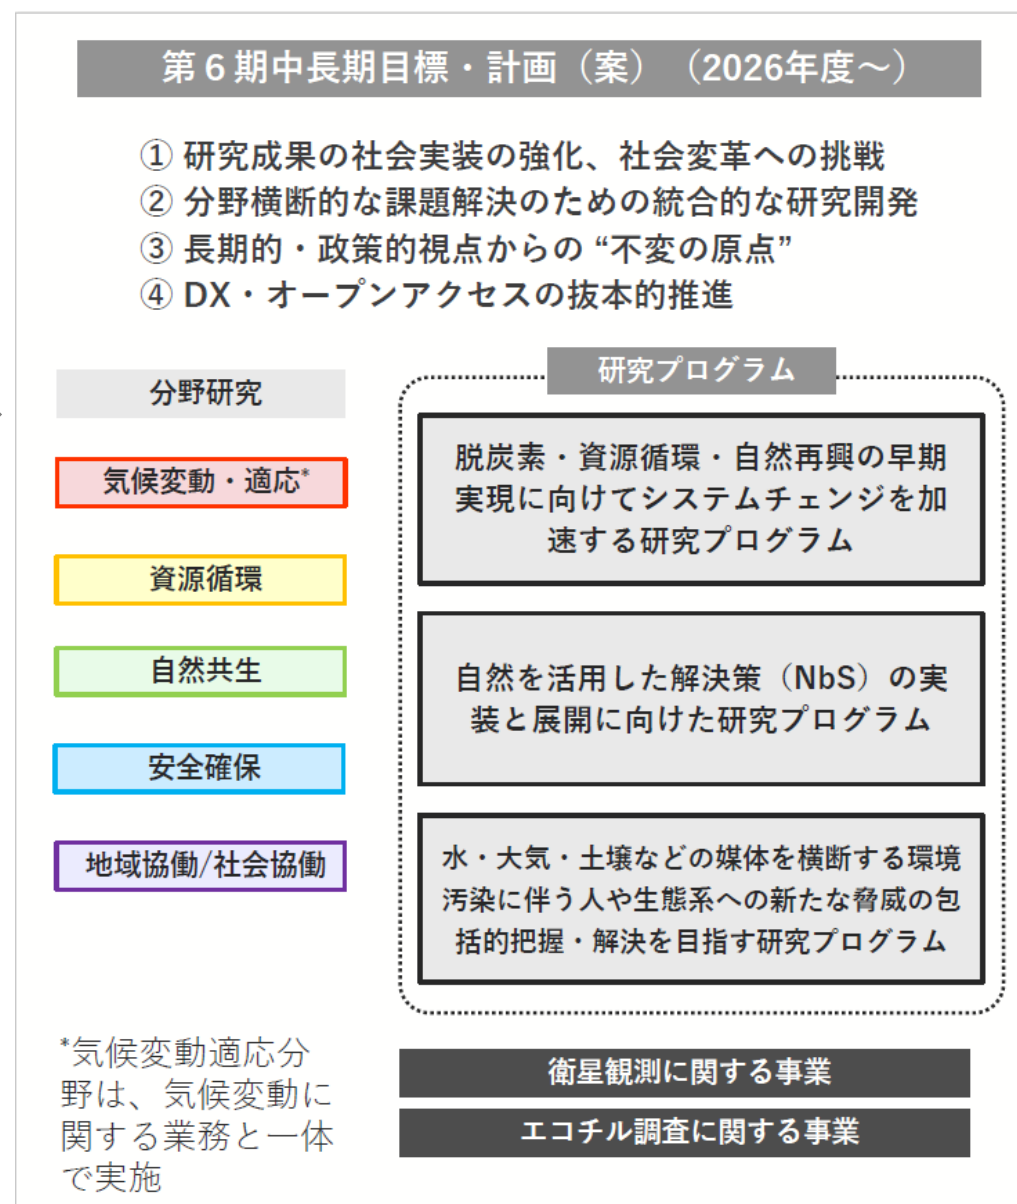 第６期中長期目標・計画（案）（2026年度～）
① 研究成果の社会実装の強化、社会変革への挑戦
② 分野横断的な課題解決のための統合的な研究開発
③ 長期的・政策的視点からの “不変の原点”
④ DX・オープンアクセスの抜本的推進
分野研究
気候変動・適応*
資源循環
自然共生
安全確保
地域協働/社会協働
*気候変動適応分
野は、気候変動に
関する業務と一体
で実施
研究プログラム
脱炭素・資源循環・自然再興の早期
実現に向けてシステムチェンジを加
速する研究プログラム
自然を活用した解決策（NbS）の実
装と展開に向けた研究プログラム
水・大気・土壌などの媒体を横断する環境
汚染に伴う人や生態系への新たな脅威の包
括的把握・解決を目指す研究プログラム
衛星観測に関する事業
エコチル調査に関する事業